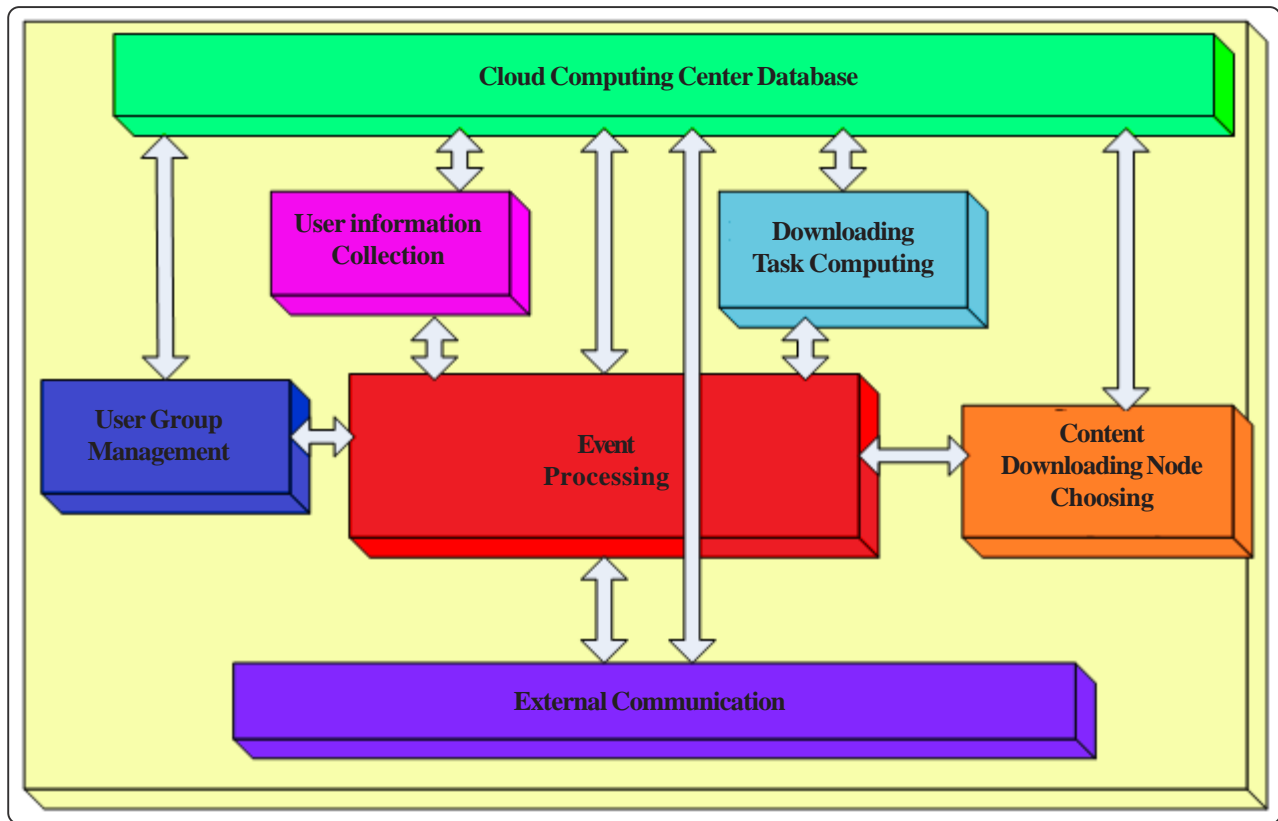 Cloud Computing Center Database
User information
Collection
Downloading
Task Computing
User Group
Management
Event
Processing
Content
Downloading Node
Choosing
External Communication